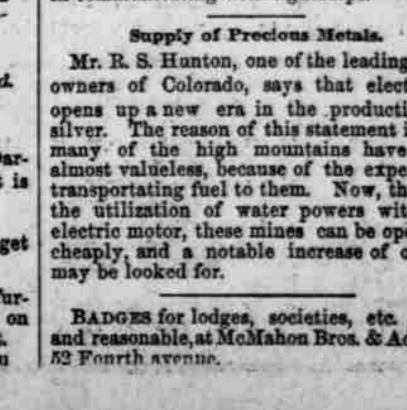 Supply of Precious Metals.
Mr. R. S. Hunton, one of the leading
owners of Colorado, says that elect
opens up a new era in the producti
silver. The reason of this statement i
many of the high mountains have
almost valueless, because of the expe
transportating fuel to them. Now, th
the utilization of water powers wit
electric motor, these mines can be ope
cheaply, and a notable increase of o
may be looked for.
BADGES for lodges, societies, etc.
and reasonable, at McMahon Bros. & Ad
52 Fourth avenue.
d.
ar-
t is
get
ur-
on
s.
n